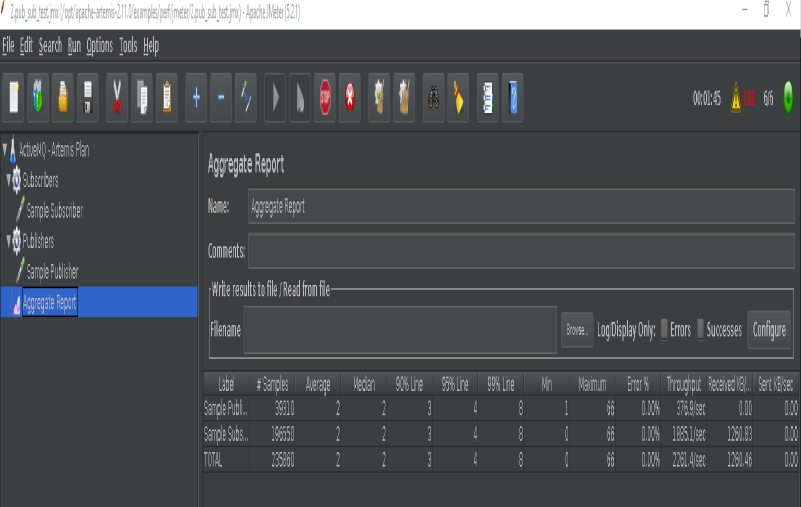 2.pub_sub_test.jmx (/opt/apache-artemis-2.11.0/examples/perf/jmeter/2.pub_sub_test.jmx) - Apache JMeter (5.2.1)
File Edit Search Run Options Tools Help
STOP
00:01:45 102 6/6
ActiveMQ - Artemis Plan
Subscribers
Sample Subscriber
Publishers
Sample Publisher
Aggregate Report
Aggregate Report
Name: Aggregate Report
Comments:
Write results to file / Read from file
Filename Browse... Log/Display Only: Errors Successes Configure
Label # Samples Average Median 90% Line 95% Line 99% Line Min Maximum Error % Throughput Received KB/... Sent KB/sec
Sample Publi... 39310 2 2 3 4 8 1 66 0.00% 376.9/sec 0.00 0.00
Sample Subs... 196550 2 2 3 4 8 0 66 0.00% 1885.1/sec 1260.83 0.00
TOTAL 235860 2 2 3 4 8 0 66 0.00% 2261.4/sec 1260.46 0.00